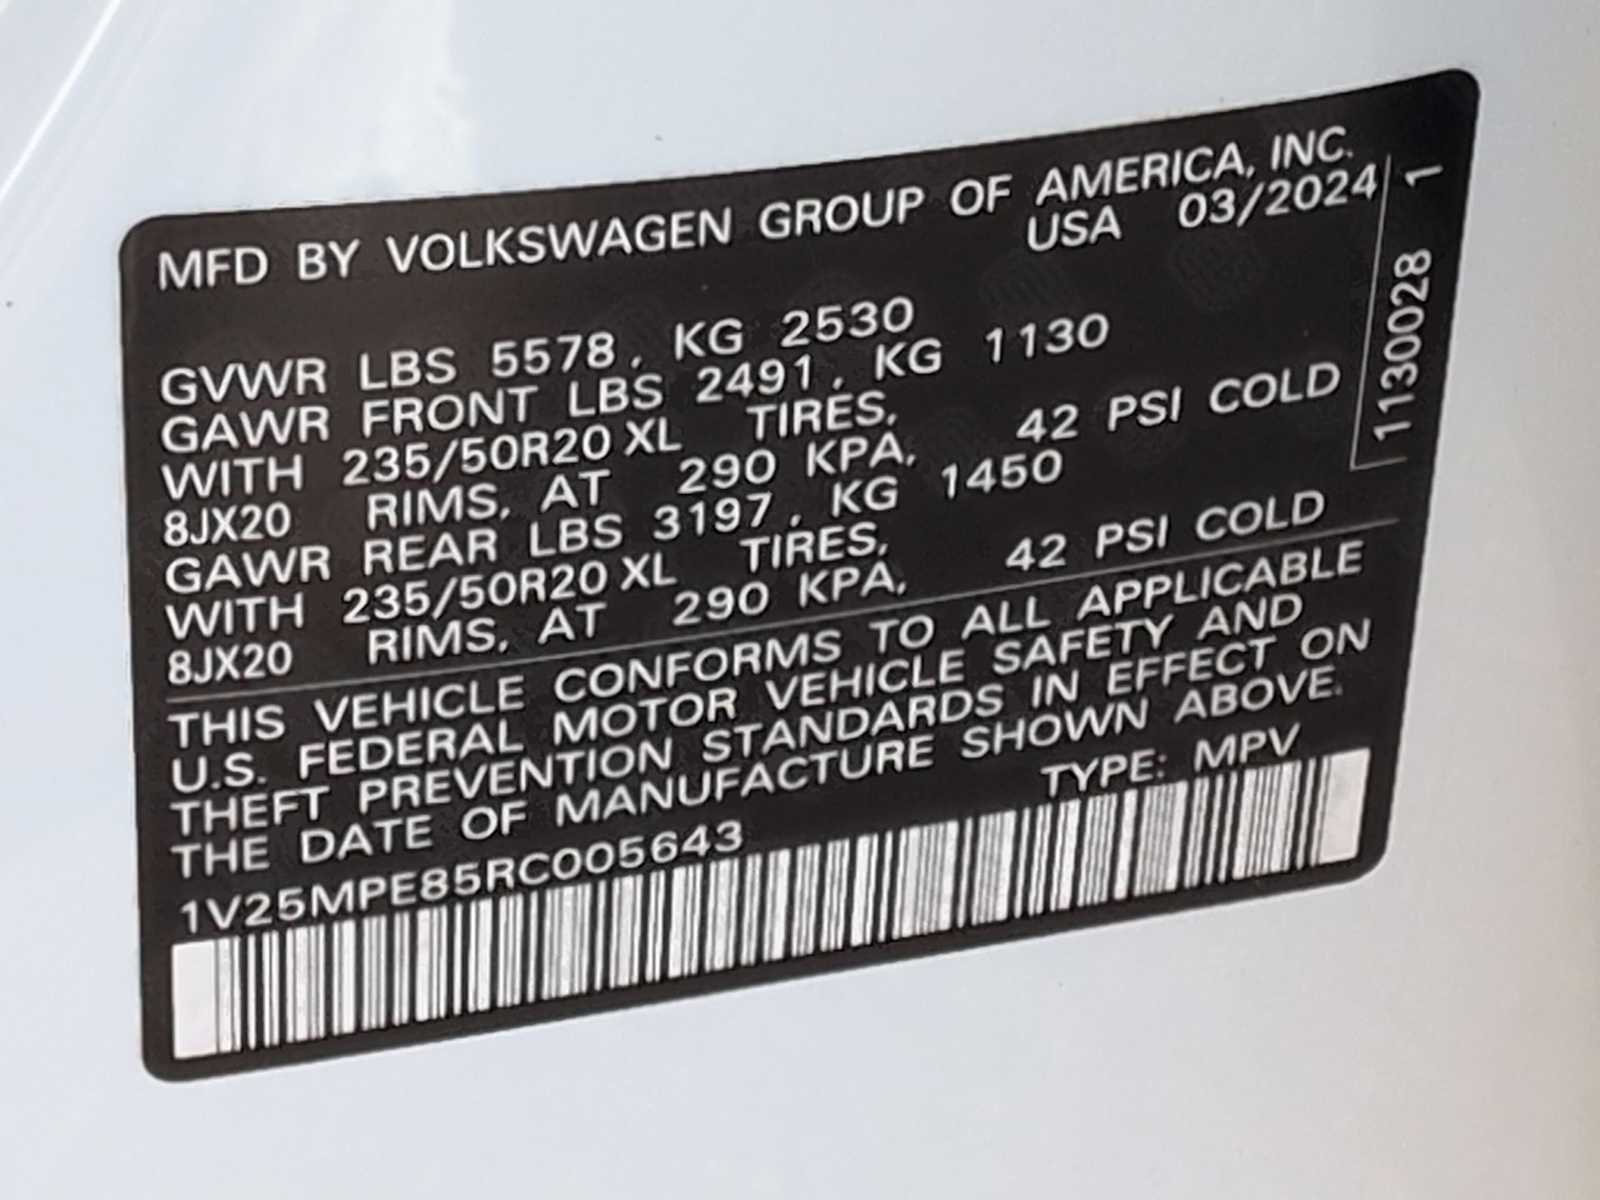 MFD BY VOLKSWAGEN GROUP OF AMERICA, INC.
USA 03/2024
GVWR LBS 5578, KG 2530
GAWR FRONT LBS 2491, KG 1130
WITH 235/50R20 XL TIRES,
8JX20 RIMS, AT 290 KPA, 42 PSI COLD
GAWR REAR LBS 3197, KG 1450
WITH 235/50R20 XL TIRES,
8JX20 RIMS, AT 290 KPA, 42 PSI COLD
THIS VEHICLE CONFORMS TO ALL APPLICABLE
U.S. FEDERAL MOTOR VEHICLE SAFETY AND
THEFT PREVENTION STANDARDS IN EFFECT ON
THE DATE OF MANUFACTURE SHOWN ABOVE.
TYPE: MPV
1V25MPE85RC005643
1130028 1